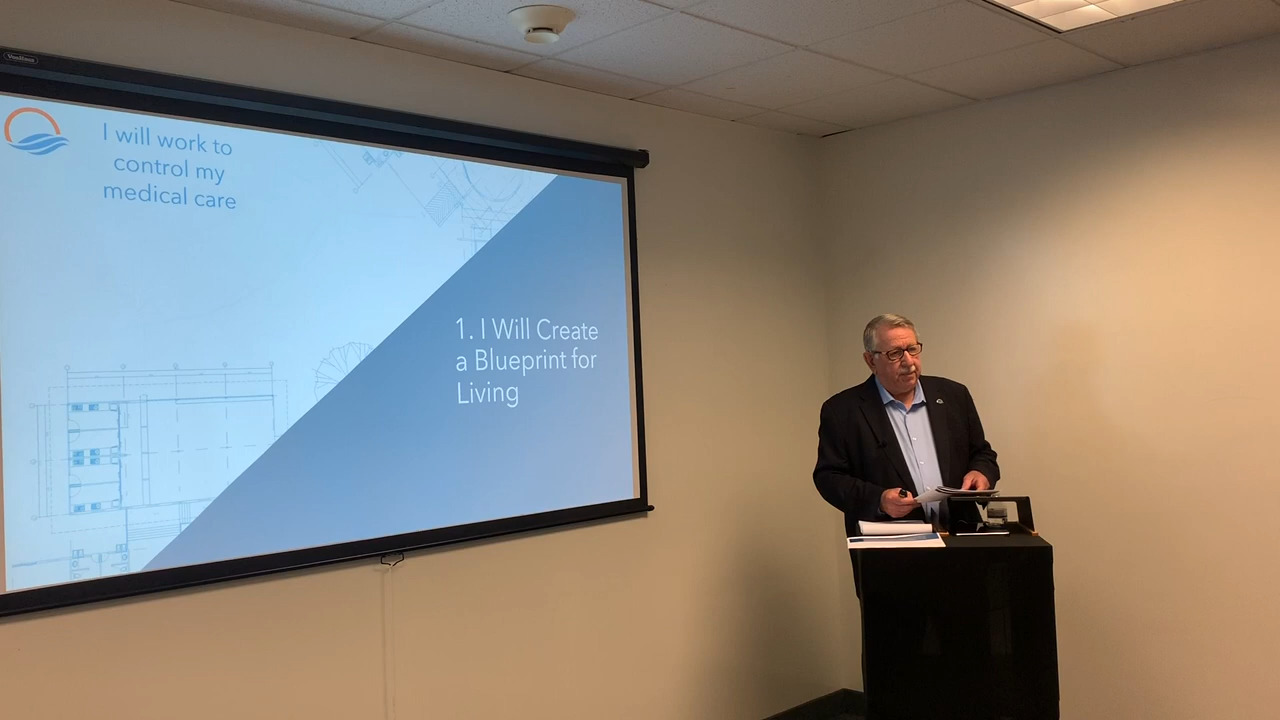 I will work to
control my
medical care
1. I Will Create
a Blueprint for
Living